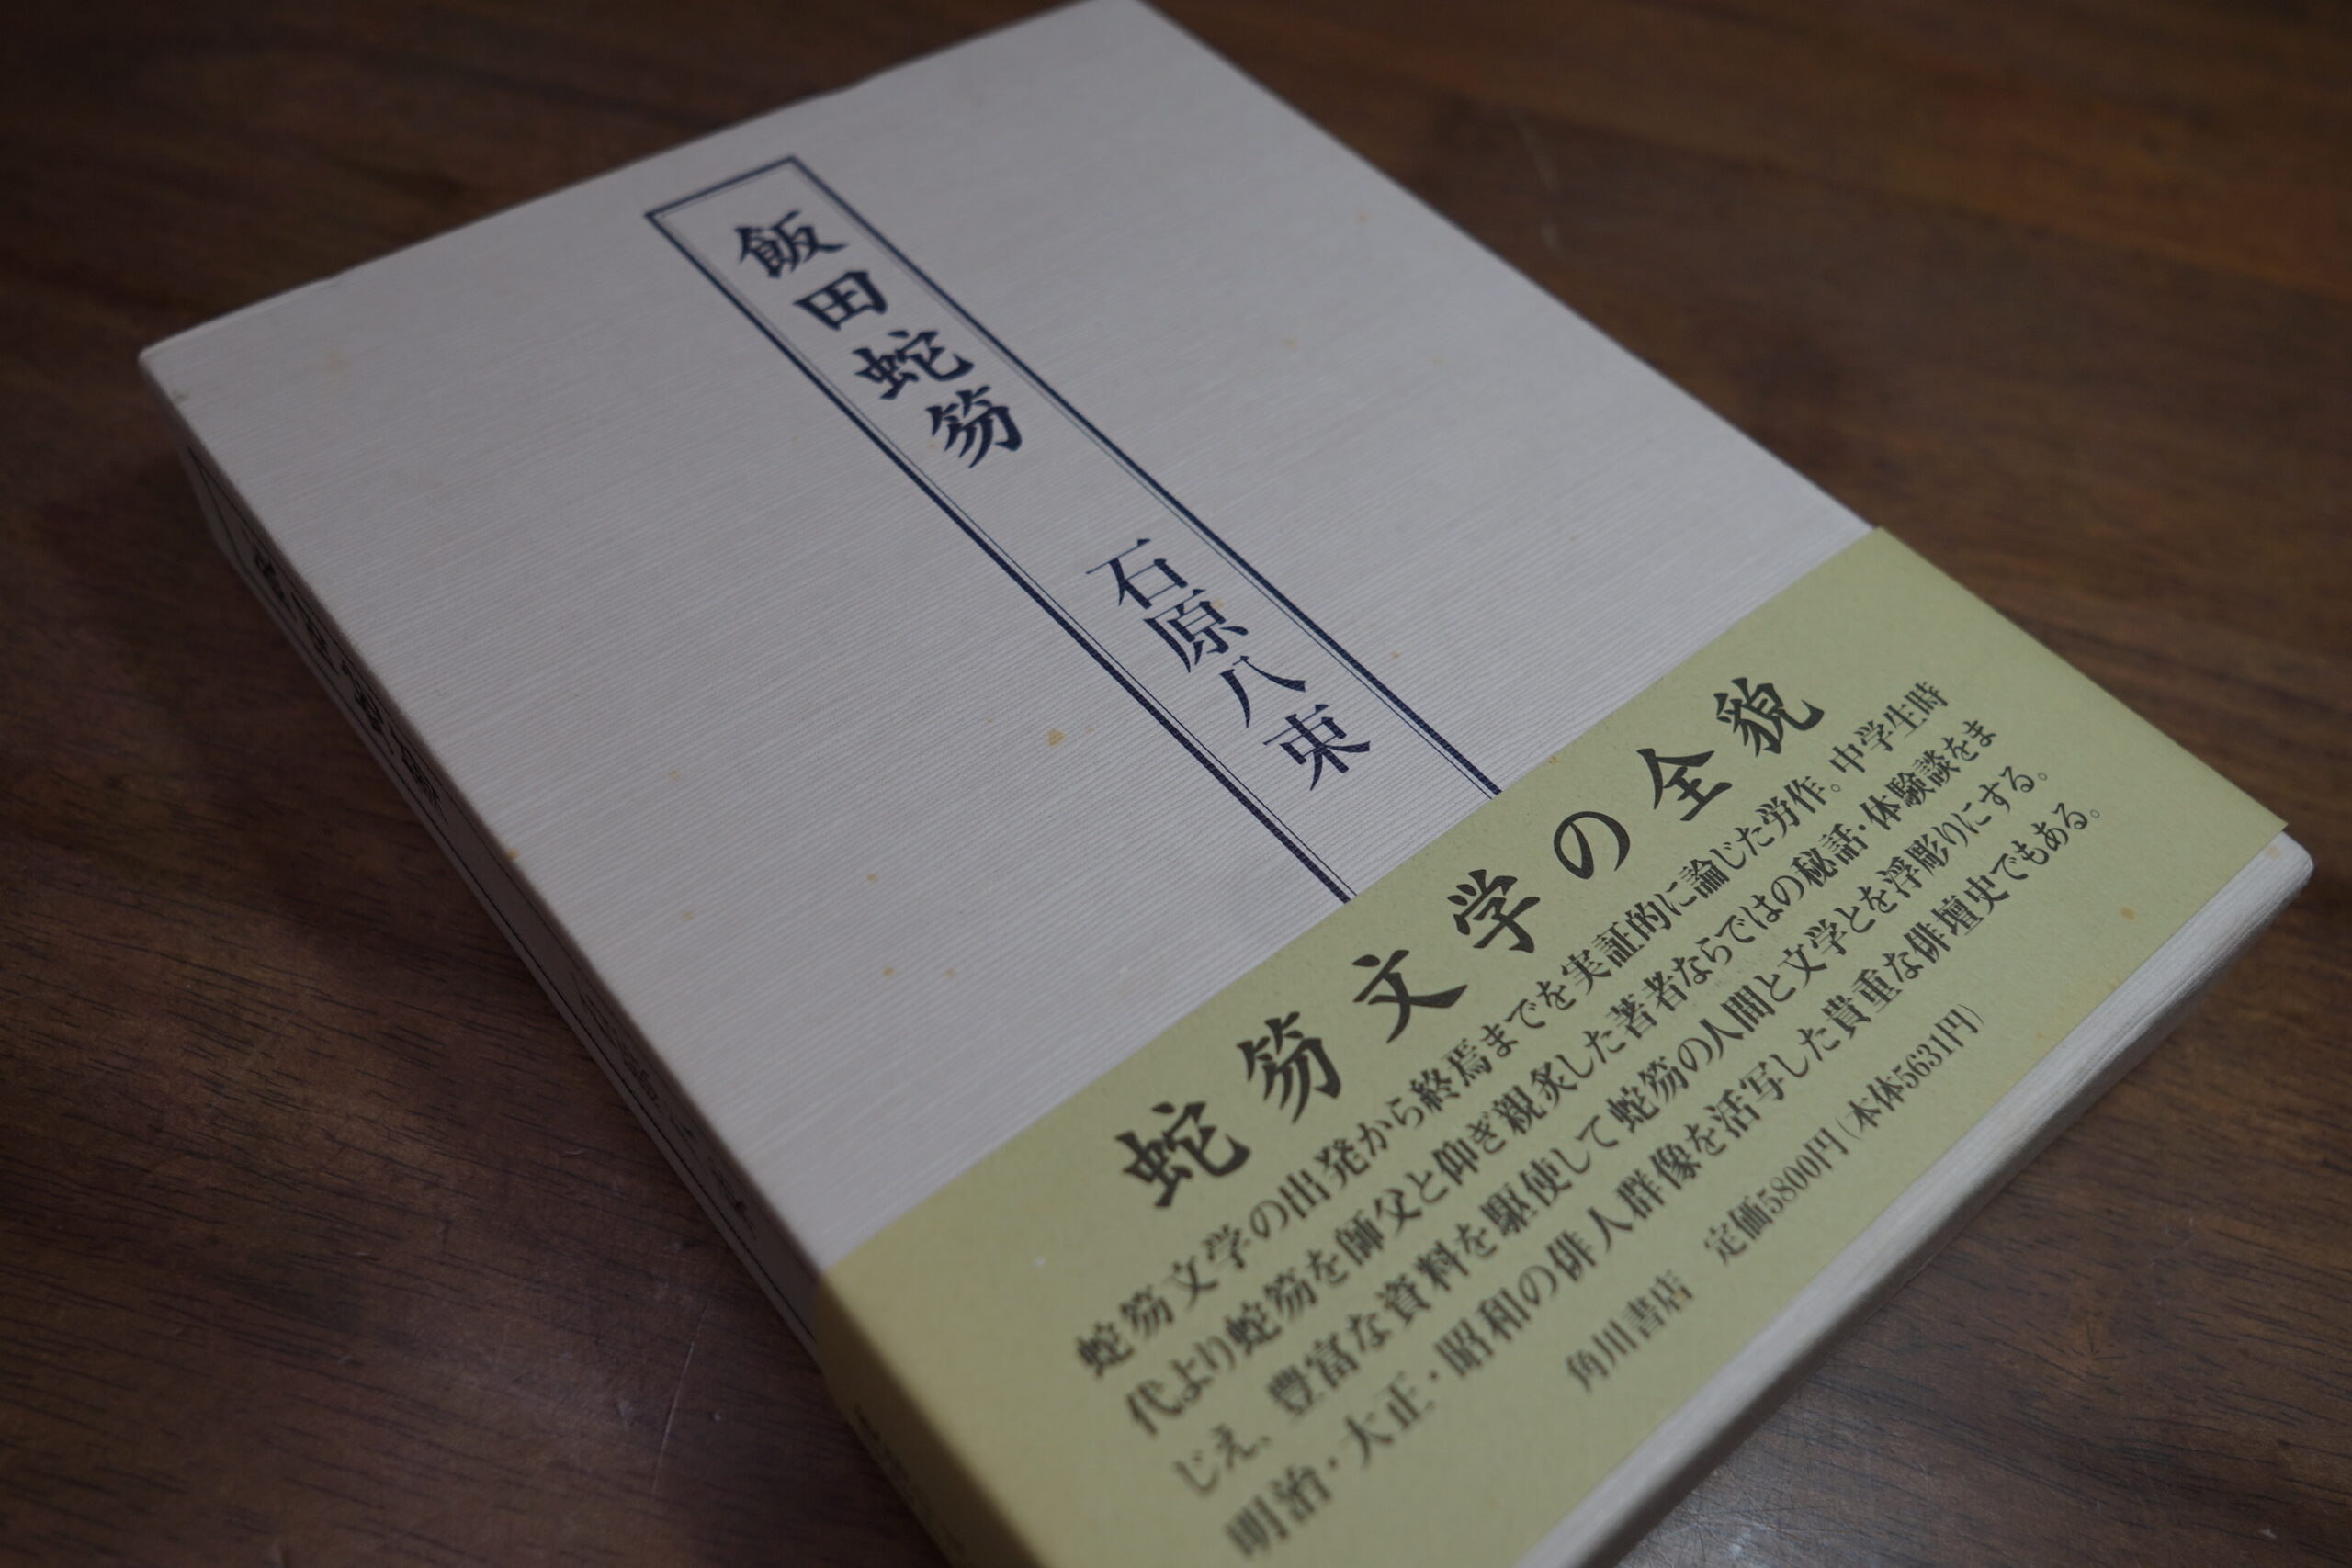 飯田蛇笏 石原八束
蛇笏文学の全貌
蛇笏文学の出発から終焉までを実証的に論じた労作。中学生時
代より蛇笏を師父と仰ぎ親炙した著者ならではの秘話・体験談をま
じえ、豊富な資料を駆使して蛇笏の人間と文学とを浮彫りにする。
明治・大正・昭和の俳人群像を活写した貴重な俳壇史でもある。
角川書店 定価5800円(本体5631円)